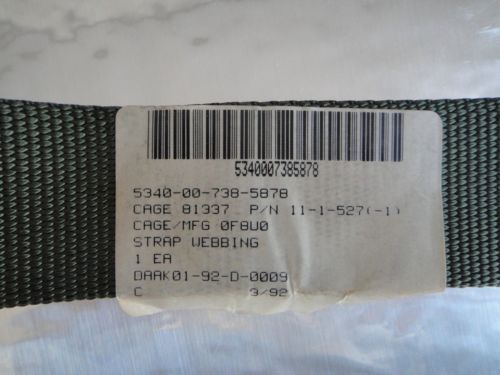 5340007385878
5340-00-738-5878
CAGE 81337 P/N 11-1-527(-1)
CAGE/MFG 0F8U0
STRAP WEBBING
1 EA
DAAK01-92-D-0009
C 3/92